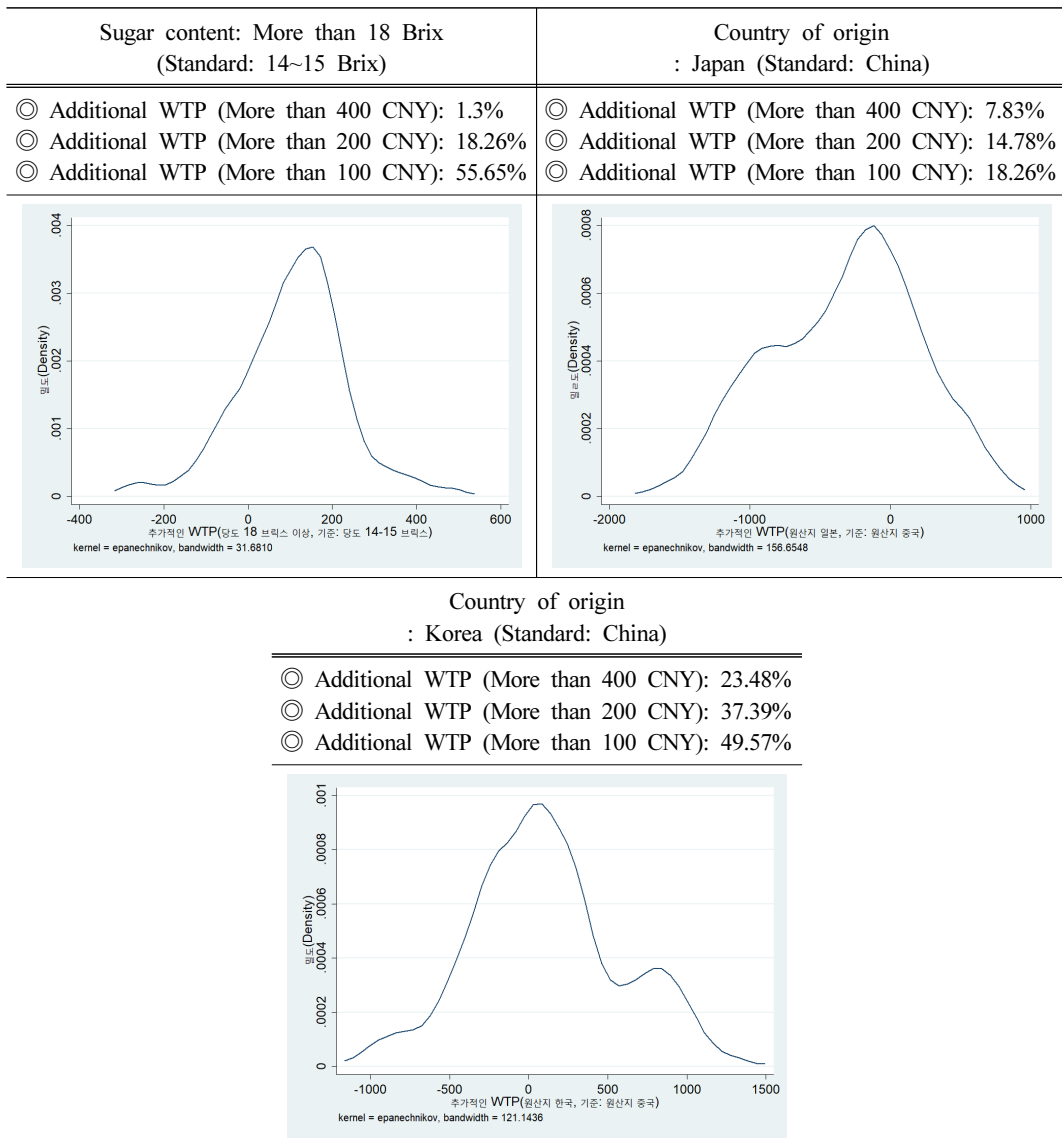 Sugar content: More than 18 Brix
(Standard: 14~15 Brix)
◎ Additional WTP (More than 400 CNY): 1.3%
◎ Additional WTP (More than 200 CNY): 18.26%
◎ Additional WTP (More than 100 CNY): 55.65%
밀도(Density)
.004
.003
.002
.001
0
-400 -200 0 200 400 600
추가적인 WTP(당도 18 브릭스 이상, 기준: 당도 14-15 브릭스)
kernel = epanechnikov, bandwidth = 31.6810
Country of origin
: Japan (Standard: China)
◎ Additional WTP (More than 400 CNY): 7.83%
◎ Additional WTP (More than 200 CNY): 14.78%
◎ Additional WTP (More than 100 CNY): 18.26%
밀ㄹ도(Density)
.0008
.0006
.0004
.0002
0
-2000 -1000 0 1000
추가적인 WTP(원산지 일본, 기준: 원산지 중국)
kernel = epanechnikov, bandwidth = 156.6548
Country of origin
: Korea (Standard: China)
◎ Additional WTP (More than 400 CNY): 23.48%
◎ Additional WTP (More than 200 CNY): 37.39%
◎ Additional WTP (More than 100 CNY): 49.57%
밀도(Density)
.001
.0008
.0006
.0004
.0002
0
-1000 -500 0 500 1000 1500
추가적인 WTP(원산지 한국, 기준: 원산지 중국)
kernel = epanechnikov, bandwidth = 121.1436